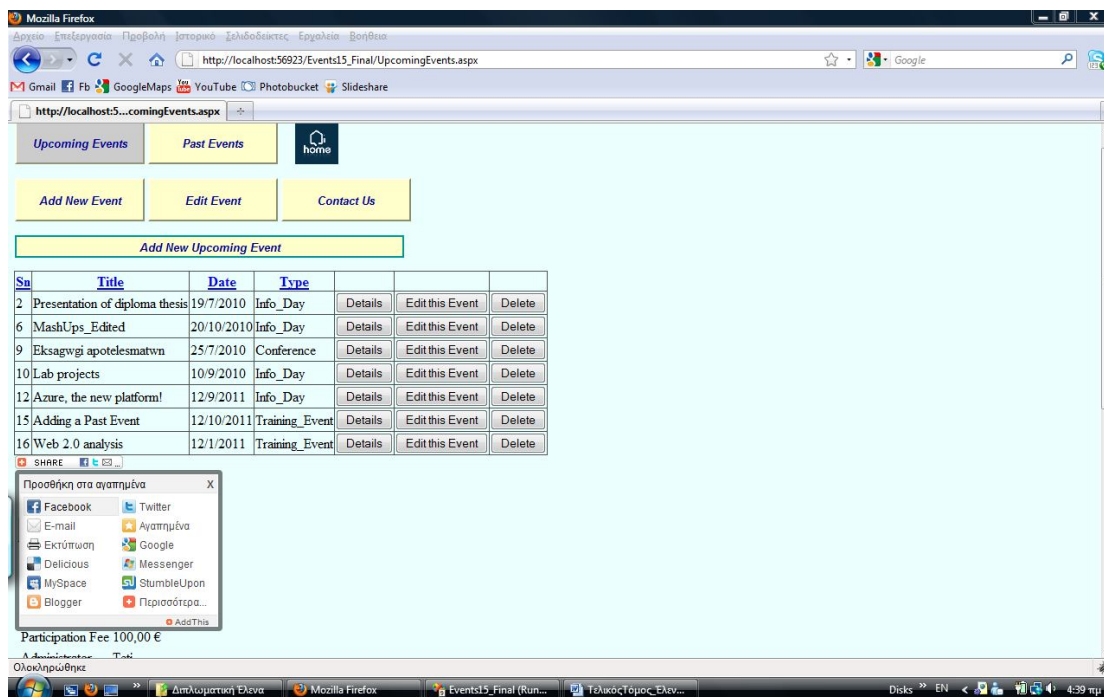 Mozilla Firefox
Αρχείο Επεξεργασία Προβολή Ιστορικό Σελιδοδείκτες Εργαλεία Βοήθεια
http://localhost:56923/Events15_Final/UpcomingEvents.aspx Google
Gmail Fb GoogleMaps YouTube Photobucket Slideshare
http://localhost:5...comingEvents.aspx
Upcoming Events Past Events home
Add New Event Edit Event Contact Us
Add New Upcoming Event
Sn Title Date Type
2 Presentation of diploma thesis 19/7/2010 Info_Day Details Edit this Event Delete
6 MashUps_Edited 20/10/2010 Info_Day Details Edit this Event Delete
9 Eksagwgi apotelesmatwn 25/7/2010 Conference Details Edit this Event Delete
10 Lab projects 10/9/2010 Info_Day Details Edit this Event Delete
12 Azure, the new platform! 12/9/2011 Info_Day Details Edit this Event Delete
15 Adding a Past Event 12/10/2011 Training_Event Details Edit this Event Delete
16 Web 2.0 analysis 12/1/2011 Training_Event Details Edit this Event Delete
SHARE ...
Προσθήκη στα αγαπημένα X
Facebook Twitter
E-mail Αγαπημένα
Εκτύπωση Google
Delicious Messenger
MySpace StumbleUpon
Blogger Περισσότερα...
AddThis
Participation Fee 100,00 €
Administrator Teti
Ολοκληρώθηκε
Διπλωματική Έλενα Mozilla Firefox Events15_Final (Run... ΤελικόςΤόμος_Έλεν... Disks EN 4:39 πμ